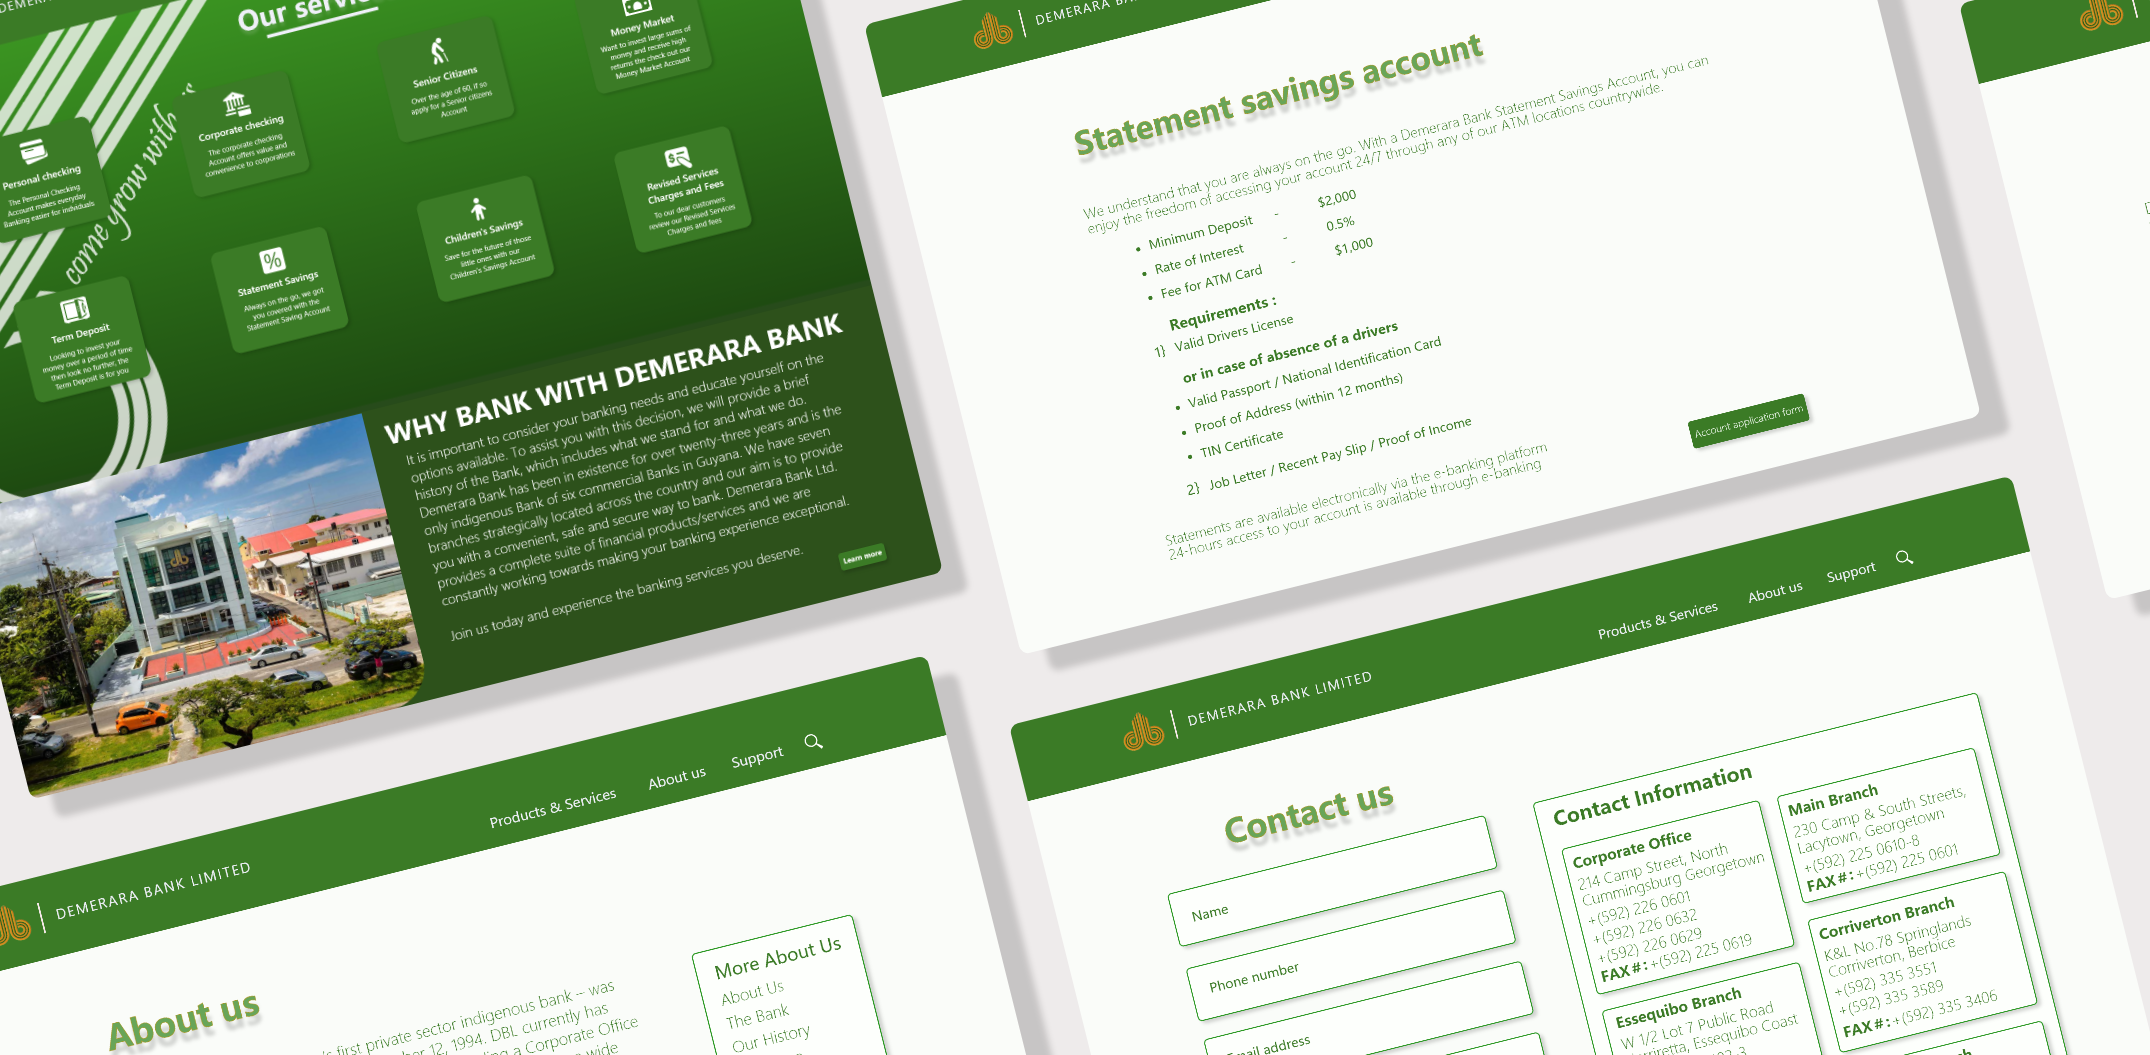 DEMERARA
Our servi
Personal checking
The Personal Checking
Account makes everyday
Banking easier for individuals
come grow with us
Corporate checking
The corporate checking
Account offers value and
convenience to corporations
Senior Citizens
Over the age of 60, if so
apply for a Senior citizens
Account
Money Market
Want to invest large sums of
money and receive high
returns the check out our
Money Market Account
Term Deposit
Looking to invest your
money over a period of time
then look no further, the
Term Deposit is for you
%
Statement Savings
Always on the go, we got
you covered with the
Statement Saving Account
Children's Savings
Save for the future of those
little ones with our
Children's Savings Account
Revised Services
Charges and Fees
To our dear customers
review our Revised Services
Charges and fees
WHY BANK WITH DEMERARA BANK
It is important to consider your banking needs and educate yourself on the
options available. To assist you with this decision, we will provide a brief
history of the Bank, which includes what we stand for and what we do.
Demerara Bank has been in existence for over twenty-three years and is the
only indigenous Bank of six commercial Banks in Guyana. We have seven
branches strategically located across the country and our aim is to provide
you with a convenient, safe and secure way to bank. Demerara Bank Ltd.
provides a complete suite of financial products/services and we are
constantly working towards making your banking experience exceptional.
Join us today and experience the banking services you deserve.
Learn more
DEMERARA BA
Statement savings account
We understand that you are always on the go. With a Demerara Bank Statement Savings Account, you can
enjoy the freedom of accessing your account 24/7 through any of our ATM locations countrywide.
• Minimum Deposit - $2,000
• Rate of Interest - 0.5%
• Fee for ATM Card - $1,000
Requirements :
1} Valid Drivers License
or in case of absence of a drivers
• Valid Passport / National Identification Card
• Proof of Address (within 12 months)
• TIN Certificate
2} Job Letter / Recent Pay Slip / Proof of Income
Statements are available electronically via the e-banking platform
24-hours access to your account is available through e-banking
Account application form
DEMERARA BANK LIMITED
Products & Services
About us
Support
About us
's first private sector indigenous bank – was
er 12, 1994. DBL currently has
ing a Corporate Office
wide
More About Us
About Us
The Bank
Our History
DEMERARA BANK LIMITED
Products & Services
About us
Support
Contact us
Name
Phone number
Email address
Contact Information
Corporate Office
214 Camp Street, North
Cummingsburg Georgetown
+(592) 226 0601
+(592) 226 0632
+(592) 226 0629
FAX #: +(592) 225 0619
Main Branch
230 Camp & South Streets,
Lacytown, Georgetown
+(592) 225 0610-8
FAX #: +(592) 225 0601
Corriverton Branch
K&L No.78 Springlands
Corriverton, Berbice
+(592) 335 3551
+(592) 335 3589
FAX #: +(592) 335 3406
Essequibo Branch
W 1/2 Lot 7 Public Road
Essequibo Coast